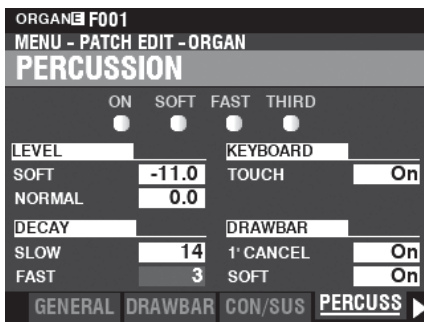 ORGANE F001
MENU - PATCH EDIT - ORGAN
PERCUSSION
ON SOFT FAST THIRD
LEVEL
SOFT -11.0
NORMAL 0.0
KEYBOARD
TOUCH On
DECAY
SLOW 14
FAST 3
DRAWBAR
1' CANCEL On
SOFT On
GENERAL DRAWBAR CON/SUS PERCUSS